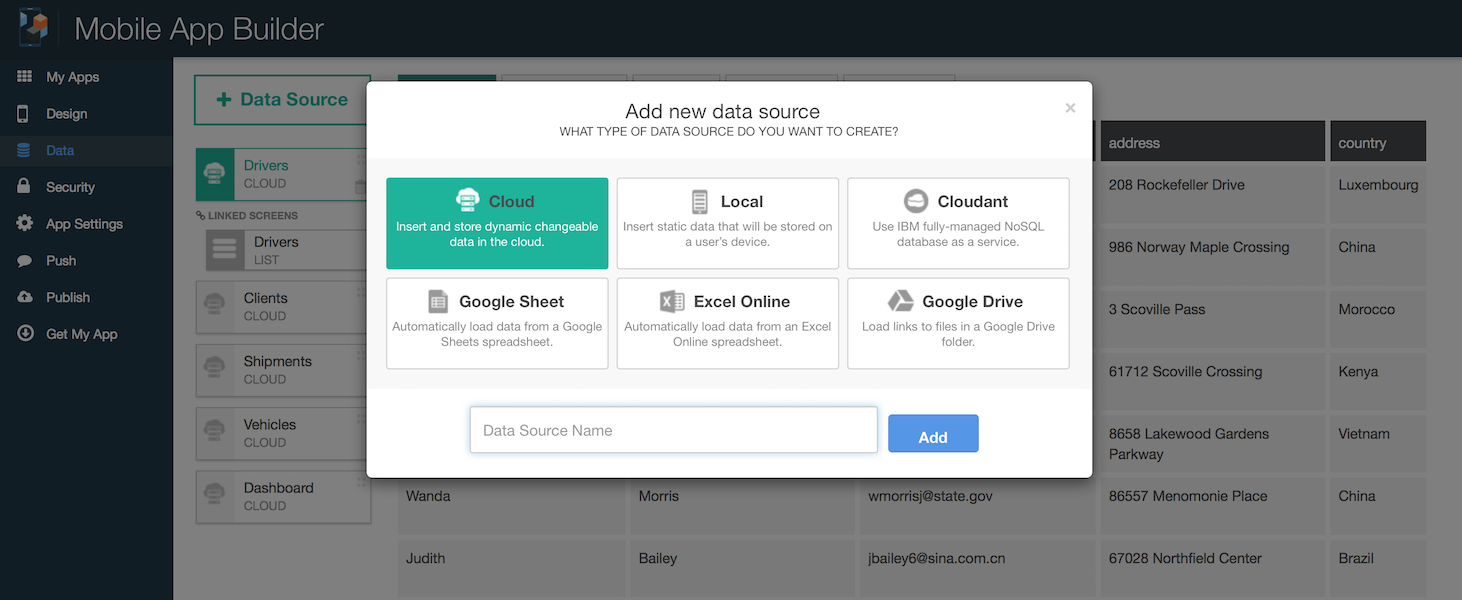 Mobile App Builder
My Apps
Design
Data
Security
App Settings
Push
Publish
Get My App
+ Data Source
Drivers
CLOUD
LINKED SCREENS
Drivers
LIST
Clients
CLOUD
Shipments
CLOUD
Vehicles
CLOUD
Dashboard
CLOUD
Add new data source
×
WHAT TYPE OF DATA SOURCE DO YOU WANT TO CREATE?
Cloud
Insert and store dynamic changeable
data in the cloud.
Local
Insert static data that will be stored on
a user's device.
Cloudant
Use IBM fully-managed NoSQL
database as a service.
Google Sheet
Automatically load data from a Google
Sheets spreadsheet.
Excel Online
Automatically load data from an Excel
Online spreadsheet.
Google Drive
Load links to files in a Google Drive
folder.
Data Source Name
Add
address country
208 Rockefeller Drive Luxembourg
986 Norway Maple Crossing China
3 Scoville Pass Morocco
61712 Scoville Crossing Kenya
8658 Lakewood Gardens Vietnam
Parkway
Wanda Morris wmorrisj@state.gov 86557 Menomonie Place China
Judith Bailey jbailey6@sina.com.cn 67028 Northfield Center Brazil